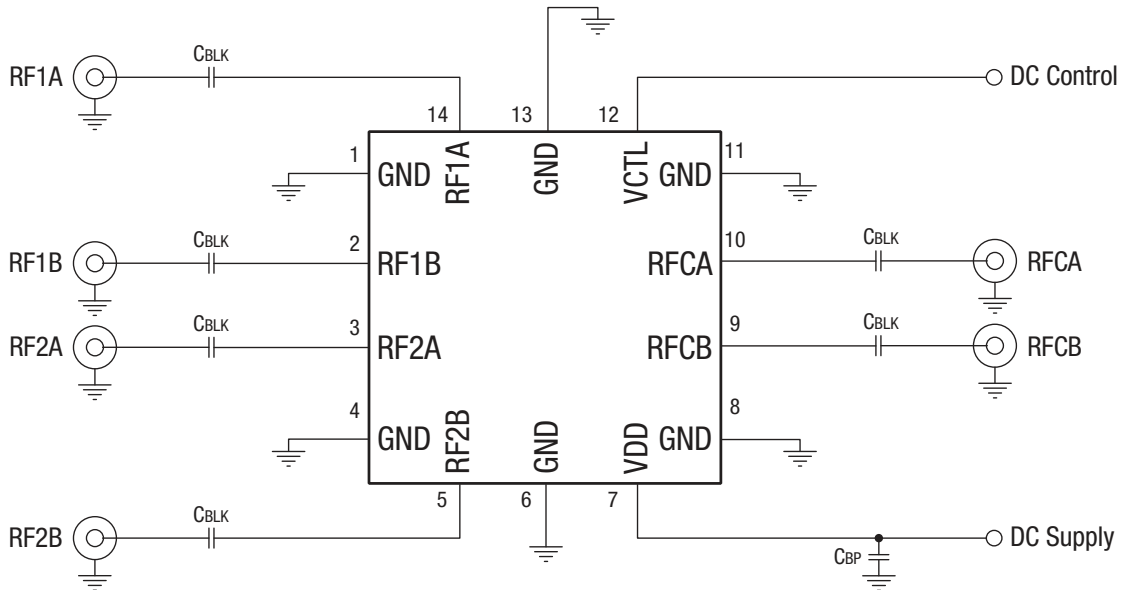 CBLK
RF1A
DC Control
14
13
12
RF1A
GND
VCTL
1
GND
11
GND
CBLK
RF1B
2
RF1B
10
RFCA
CBLK
RFCA
CBLK
RF2A
3
RF2A
9
RFCB
CBLK
RFCB
4
GND
8
GND
RF2B
GND
VDD
5
6
7
CBLK
RF2B
DC Supply
CBP